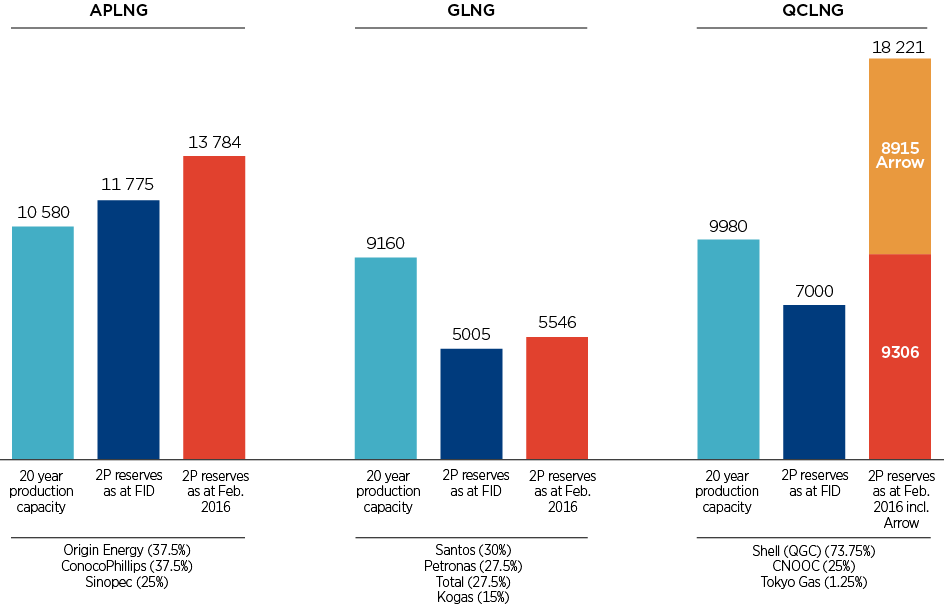 APLNG
10 580
11 775
13 784
20 year
production
capacity
2P reserves
as at FID
2P reserves
as at Feb.
2016
Origin Energy (37.5%)
ConocoPhillips (37.5%)
Sinopec (25%)
GLNG
9160
5005
5546
20 year
production
capacity
2P reserves
as at FID
2P reserves
as at Feb.
2016
Santos (30%)
Petronas (27.5%)
Total (27.5%)
Kogas (15%)
QCLNG
9980
7000
18 221
8915
Arrow
9306
20 year
production
capacity
2P reserves
as at FID
2P reserves
as at Feb.
2016 incl.
Arrow
Shell (QGC) (73.75%)
CNOOC (25%)
Tokyo Gas (1.25%)